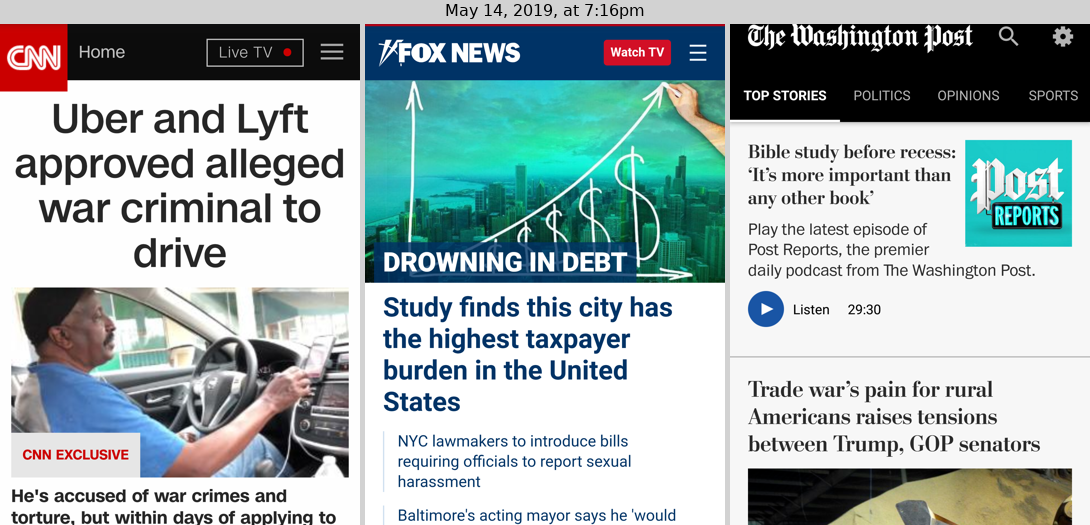 May 14, 2019, at 7:16pm
CNN
Home
Live TV
Uber and Lyft
approved alleged
war criminal to
drive
CNN EXCLUSIVE
He's accused of war crimes and
torture, but within days of applying to
FOX NEWS
Watch TV
DROWNING IN DEBT
Study finds this city has
the highest taxpayer
burden in the United
States
NYC lawmakers to introduce bills
requiring officials to report sexual
harassment
Baltimore's acting mayor says he 'would
The Washington Post
TOP STORIES
POLITICS
OPINIONS
SPORTS
Bible study before recess:
‘It’s more important than
any other book’
Post
REPORTS
Play the latest episode of
Post Reports, the premier
daily podcast from The Washington Post.
Listen
29:30
Trade war’s pain for rural
Americans raises tensions
between Trump, GOP senators